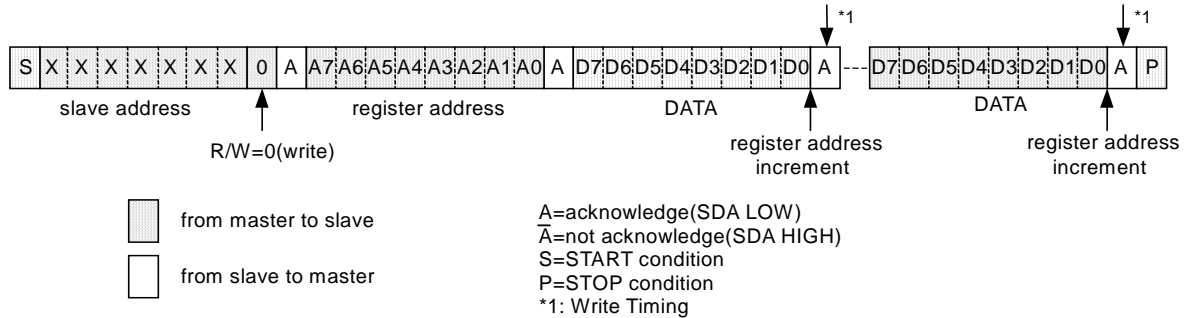 *1 *1
S X X X X X X X 0 A A7 A6 A5 A4 A3 A2 A1 A0 A D7 D6 D5 D4 D3 D2 D1 D0 A D7 D6 D5 D4 D3 D2 D1 D0 A P
slave address register address DATA DATA
R/W=0(write)
register address
increment
register address
increment
from master to slave
from slave to master
A=acknowledge(SDA LOW)
A̅=not acknowledge(SDA HIGH)
S=START condition
P=STOP condition
*1: Write Timing